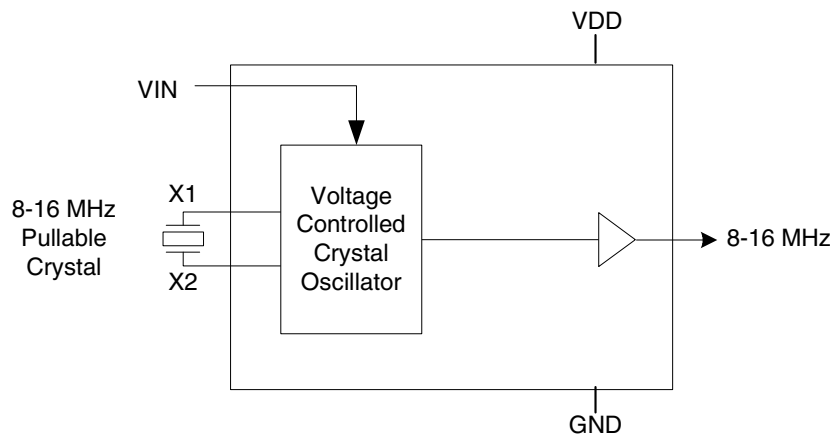 VDD
VIN
X1
8-16 MHz
Pullable
Crystal
X2
Voltage
Controlled
Crystal
Oscillator
8-16 MHz
GND